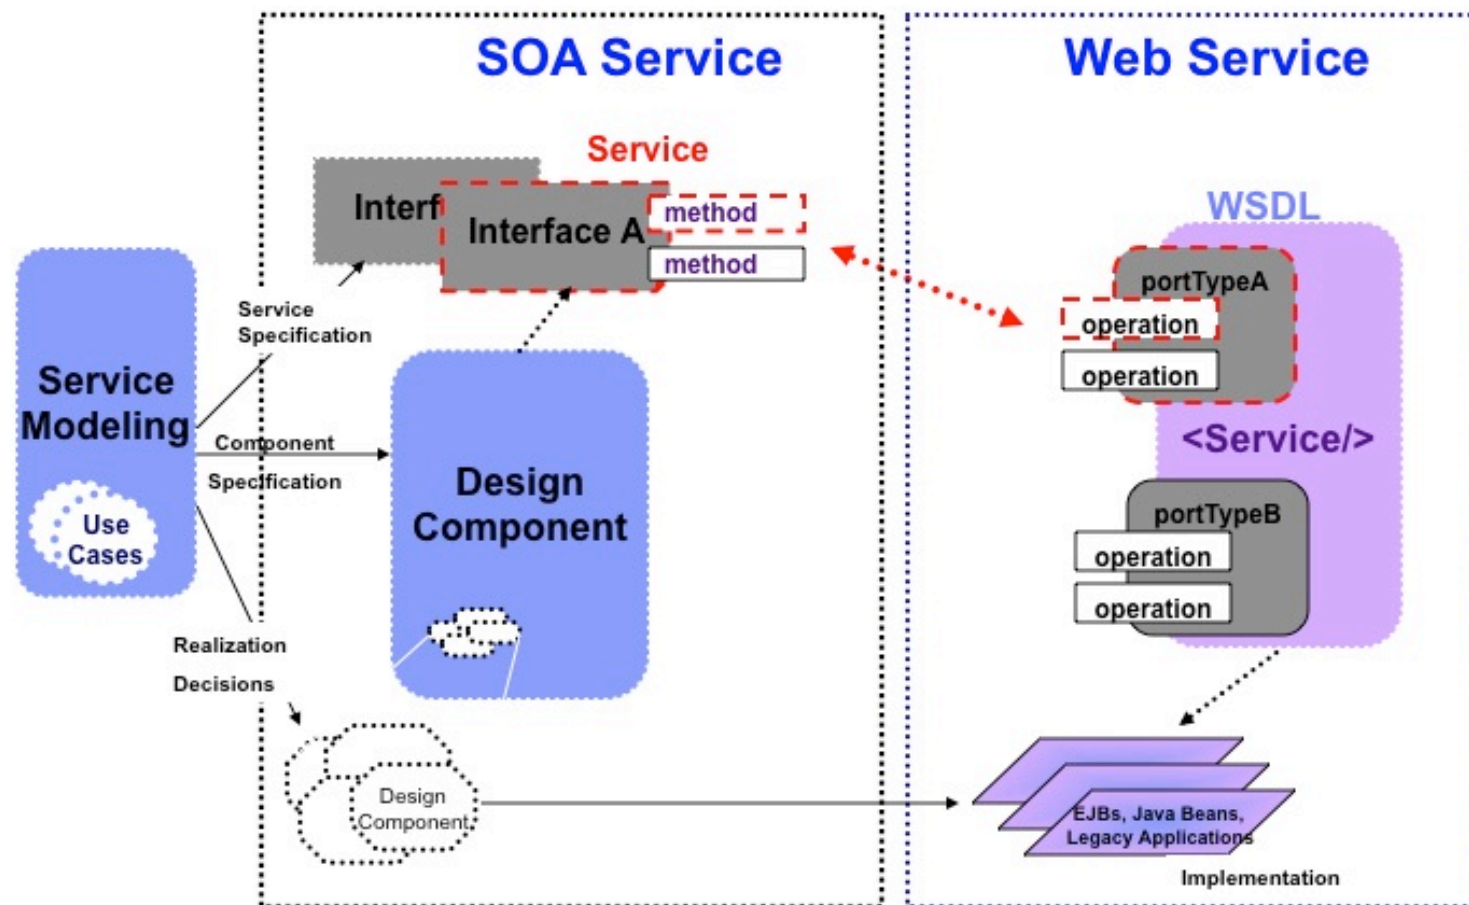 SOA Service
Web Service
Service
Interf
Interface A
method
method
WSDL
portTypeA
operation
operation
<Service/>
portTypeB
operation
operation
Service
Specification
Service
Modeling
Use
Cases
Component
Specification
Design
Component
Realization
Decisions
Design
Component
EJBs, Java Beans,
Legacy Applications
Implementation